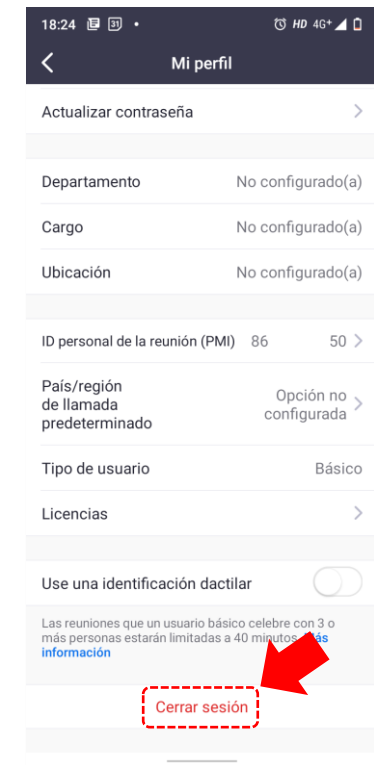 18:24 31 • HD 4G+
Mi perfil
Actualizar contraseña
Departamento No configurado(a)
Cargo No configurado(a)
Ubicación No configurado(a)
ID personal de la reunión (PMI) 86 50
País/región
de llamada
predeterminado
Opción no
configurada
Tipo de usuario Básico
Licencias
Use una identificación dactilar
Las reuniones que un usuario básico celebre con 3 o
más personas estarán limitadas a 40 minutos. Más
información
Cerrar sesión